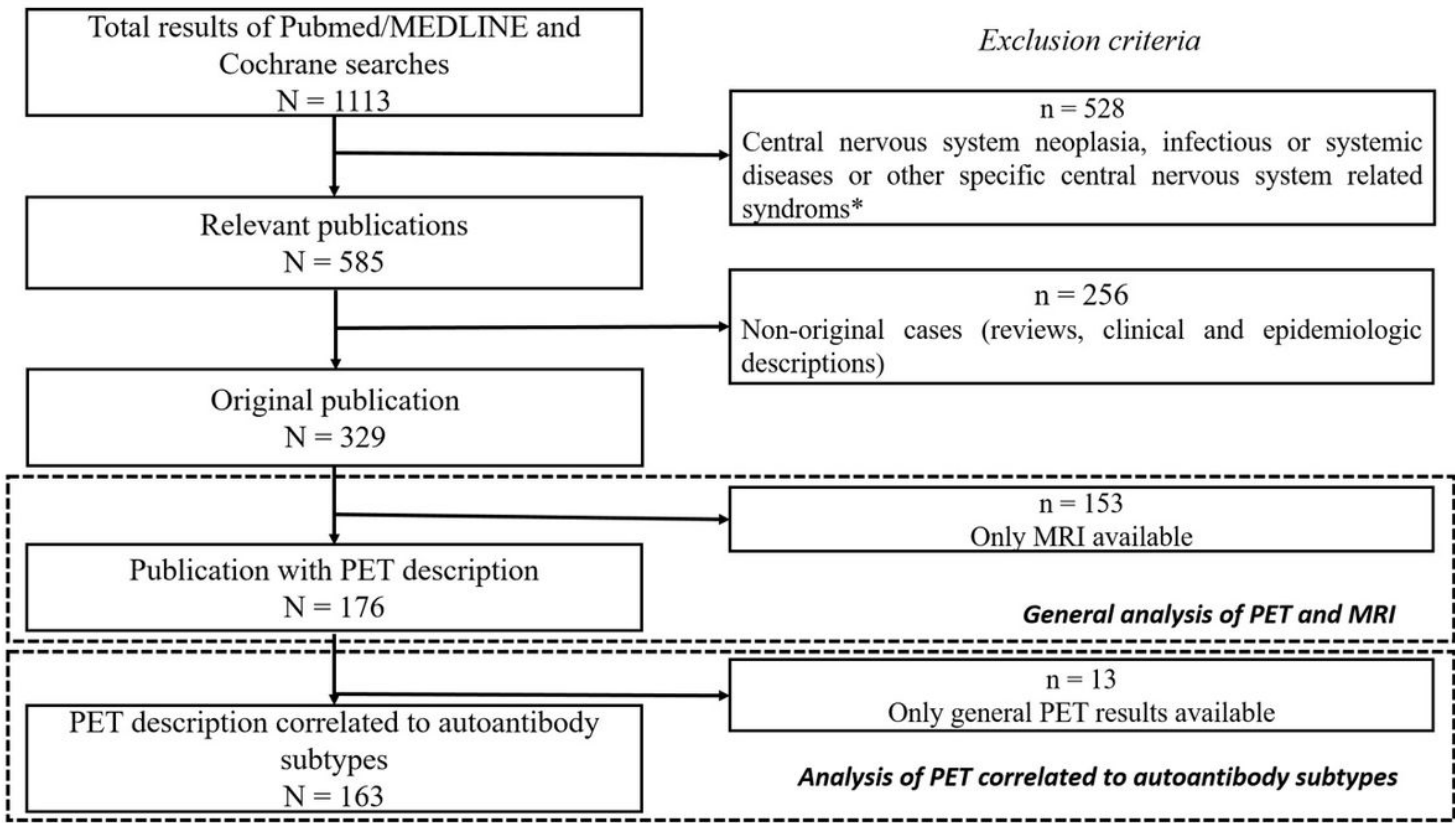 Total results of Pubmed/MEDLINE and
Cochrane searches
N = 1113
Exclusion criteria
n = 528
Central nervous system neoplasia, infectious or systemic
diseases or other specific central nervous system related
syndroms*
Relevant publications
N = 585
n = 256
Non-original cases (reviews, clinical and epidemiologic
descriptions)
Original publication
N = 329
n = 153
Only MRI available
Publication with PET description
N = 176
General analysis of PET and MRI
n = 13
Only general PET results available
PET description correlated to autoantibody
subtypes
N = 163
Analysis of PET correlated to autoantibody subtypes